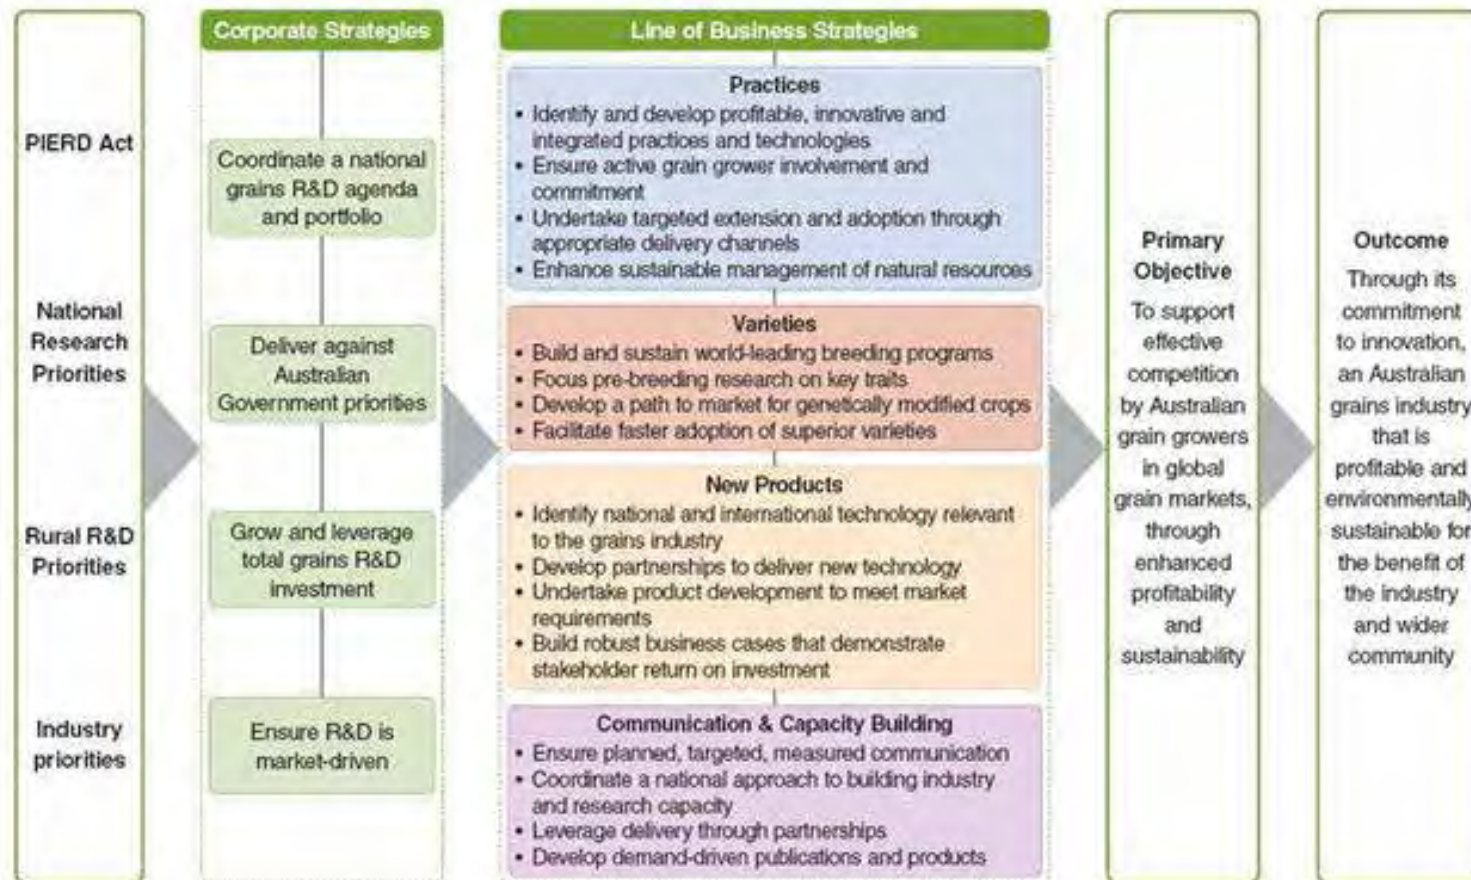 PIERD Act
National
Research
Priorities
Rural R&D
Priorities
Industry
priorities
Corporate Strategies
Coordinate a national
grains R&D agenda
and portfolio
Deliver against
Australian
Government priorities
Grow and leverage
total grains R&D
investment
Ensure R&D is
market-driven
Line of Business Strategies
Practices
• Identify and develop profitable, innovative and
integrated practices and technologies
• Ensure active grain grower involvement and
commitment
• Undertake targeted extension and adoption through
appropriate delivery channels
• Enhance sustainable management of natural resources
Varieties
• Build and sustain world-leading breeding programs
• Focus pre-breeding research on key traits
• Develop a path to market for genetically modified crops
• Facilitate faster adoption of superior varieties
New Products
• Identify national and international technology relevant
to the grains industry
• Develop partnerships to deliver new technology
• Undertake product development to meet market
requirements
• Build robust business cases that demonstrate
stakeholder return on investment
Communication & Capacity Building
• Ensure planned, targeted, measured communication
• Coordinate a national approach to building industry
and research capacity
• Leverage delivery through partnerships
• Develop demand-driven publications and products
Primary
Objective
To support
effective
competition
by Australian
grain growers
in global
grain markets,
through
enhanced
profitability
and
sustainability
Outcome
Through its
commitment
to innovation,
an Australian
grains industry
that is
profitable and
environmentally
sustainable for
the benefit of
the industry
and wider
community